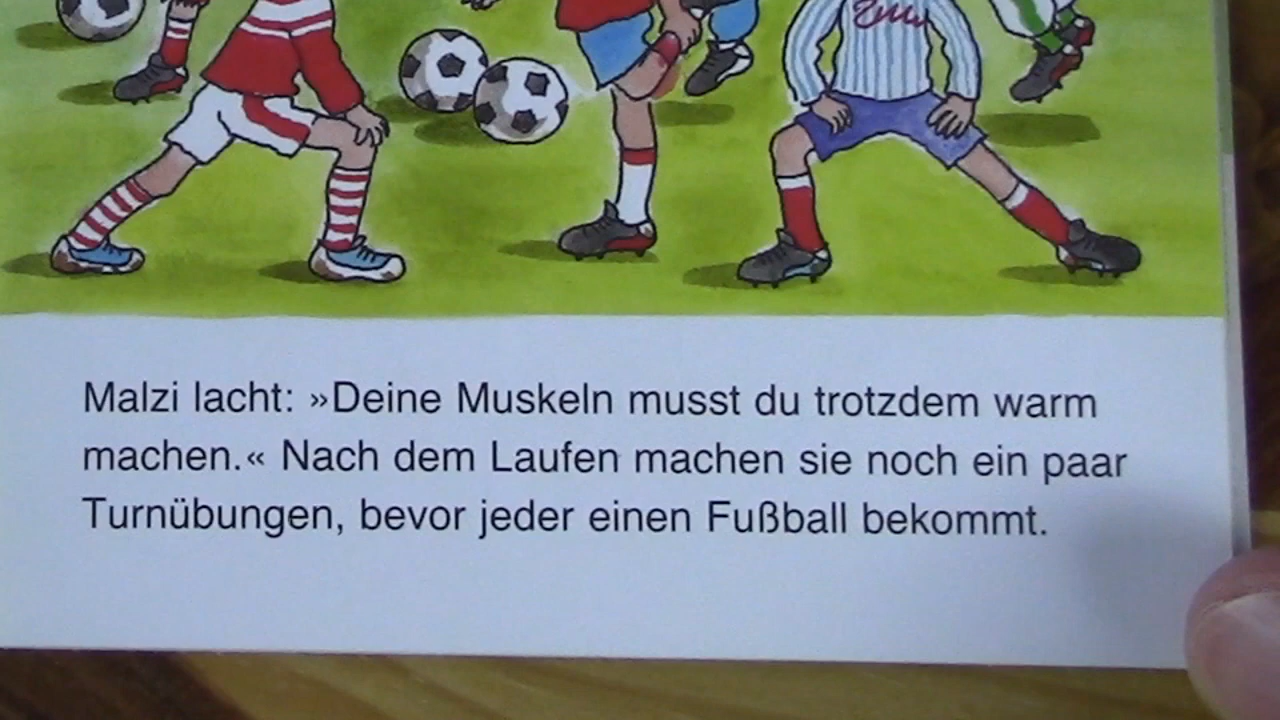 Malzi lacht: »Deine Muskeln musst du trotzdem warm
machen.« Nach dem Laufen machen sie noch ein paar
Turnübungen, bevor jeder einen Fußball bekommt.